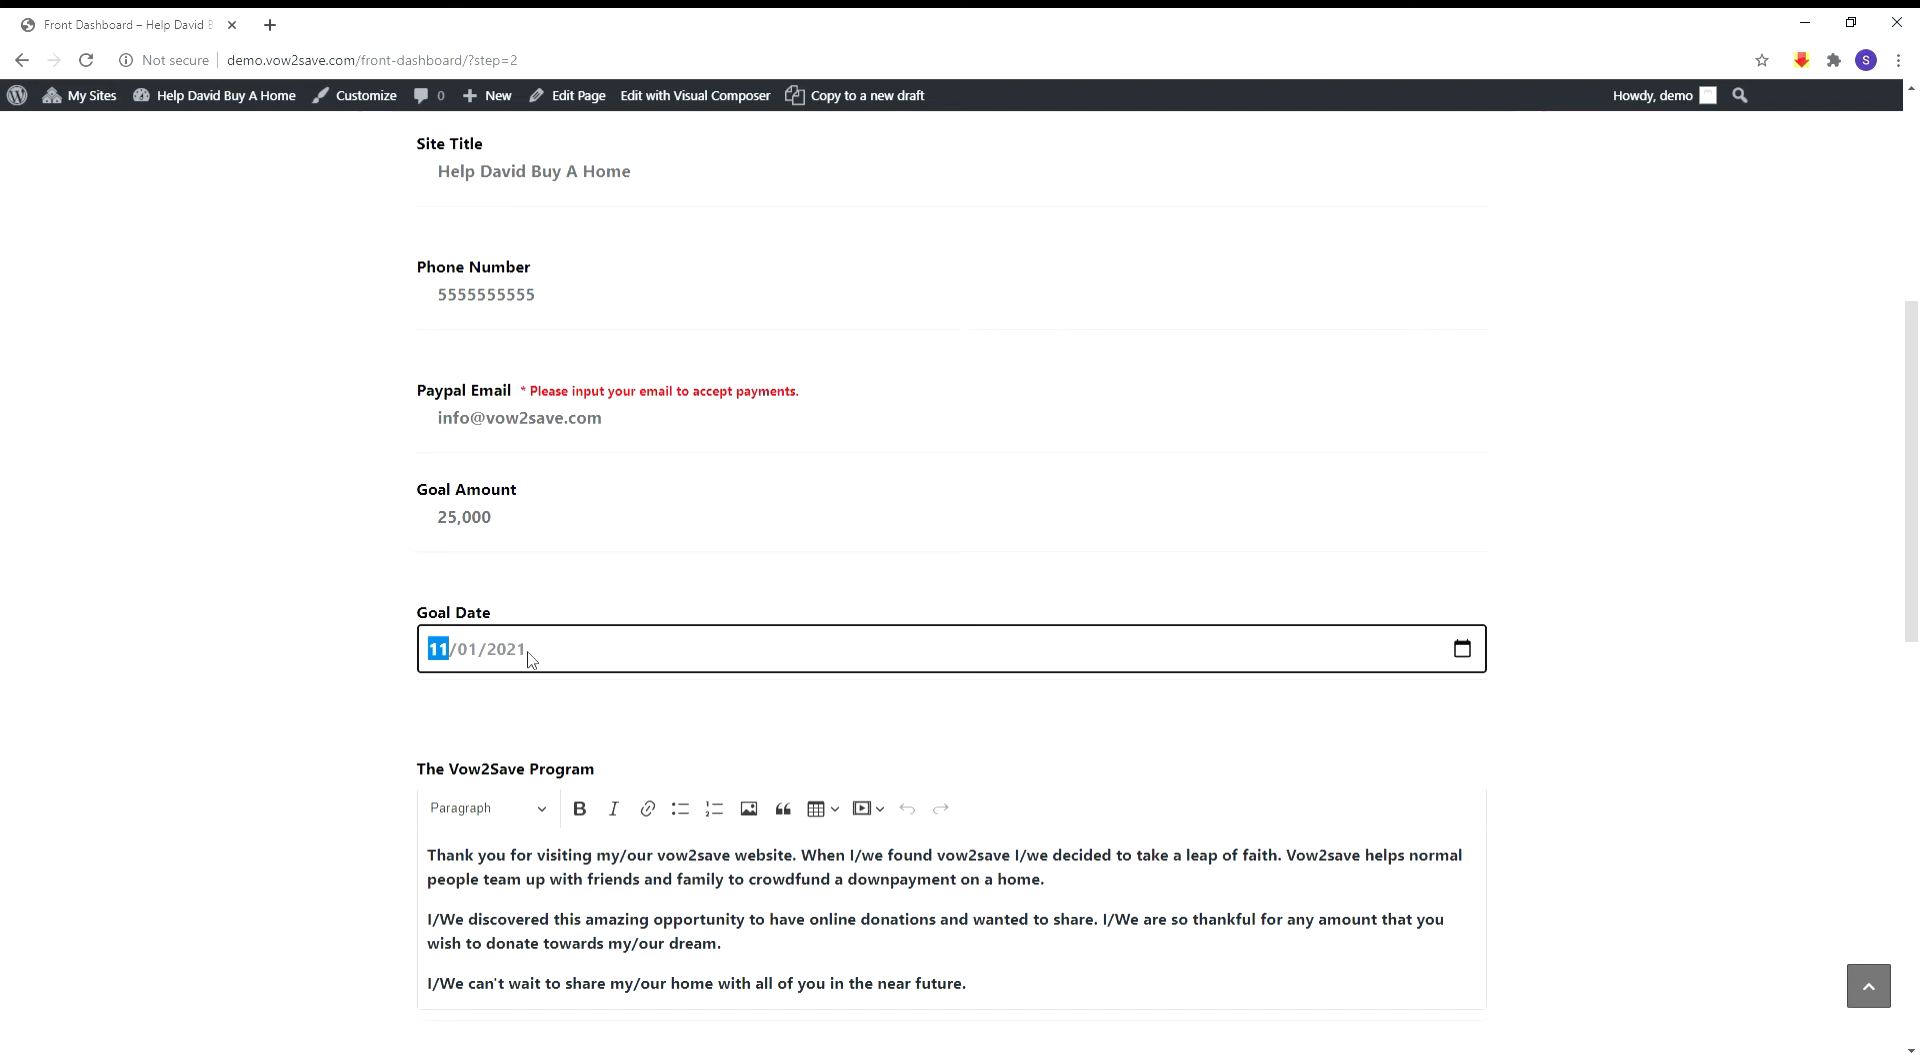 Front Dashboard – Help David B
Not secure
demo.vow2save.com/front-dashboard/?step=2
S
My Sites
Help David Buy A Home
Customize
0
New
Edit Page
Edit with Visual Composer
Copy to a new draft
Howdy, demo
Site Title
Help David Buy A Home
Phone Number
5555555555
Paypal Email * Please input your email to accept payments.
info@vow2save.com
Goal Amount
25,000
Goal Date
11/01/2021
The Vow2Save Program
Paragraph
Thank you for visiting my/our vow2save website. When I/we found vow2save I/we decided to take a leap of faith. Vow2save helps normal
people team up with friends and family to crowdfund a downpayment on a home.
I/We discovered this amazing opportunity to have online donations and wanted to share. I/We are so thankful for any amount that you
wish to donate towards my/our dream.
I/We can't wait to share my/our home with all of you in the near future.